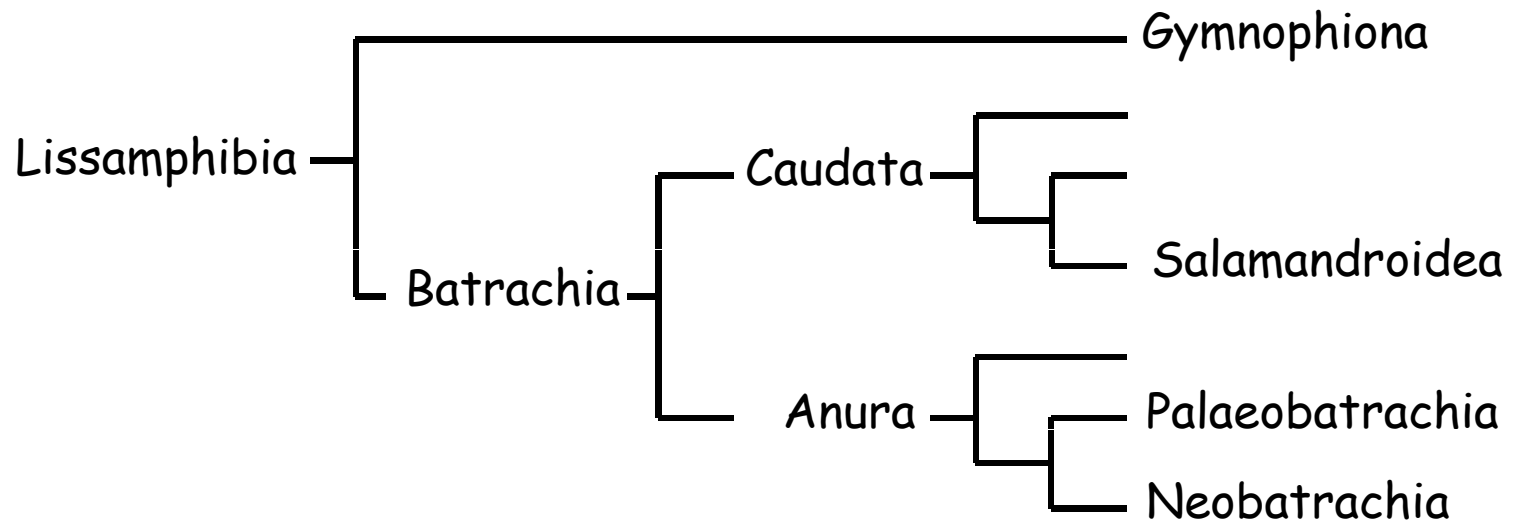 Gymnophiona
Lissamphibia
Caudata
Salamandroidea
Batrachia
Anura
Palaeobatrachia
Neobatrachia